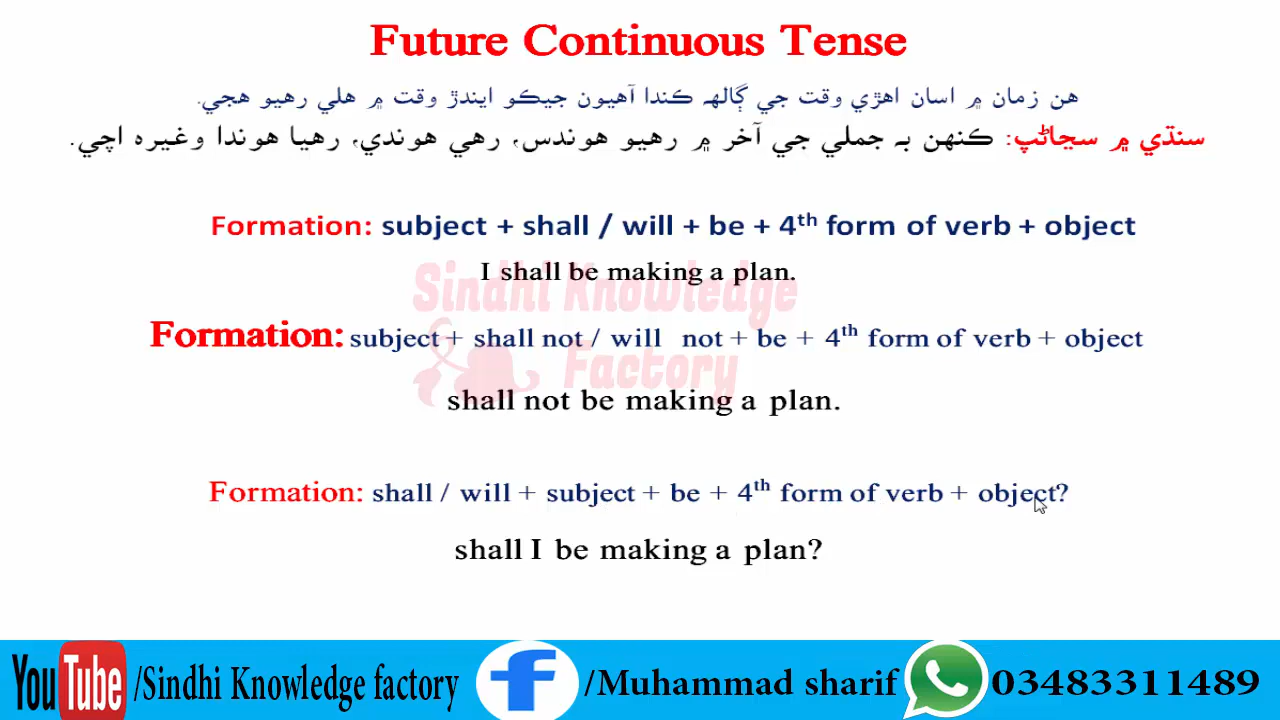 Future Continuous Tense
هن زمان ۾ اسان اهڙي وقت جي ڳالهه ڪندا آهيون جيڪو ايندڙ وقت ۾ هلي رهيو هجي.
سنڌي ۾ سڃاڻپ: ڪنهن به جملي جي آخر ۾ رهيو هوندس، رهي هوندي، رهيا هوندا وغيره اچي.
Formation: subject + shall / will + be + 4th form of verb + object
I shall be making a plan.
Sindhi Knowledge
Formation: subject + shall not / will not + be + 4th form of verb + object
Factory
shall not be making a plan.
Formation: shall / will + subject + be + 4th form of verb + object?
shall I be making a plan?
YouTube /Sindhi Knowledge factory f /Muhammad sharif 03483311489